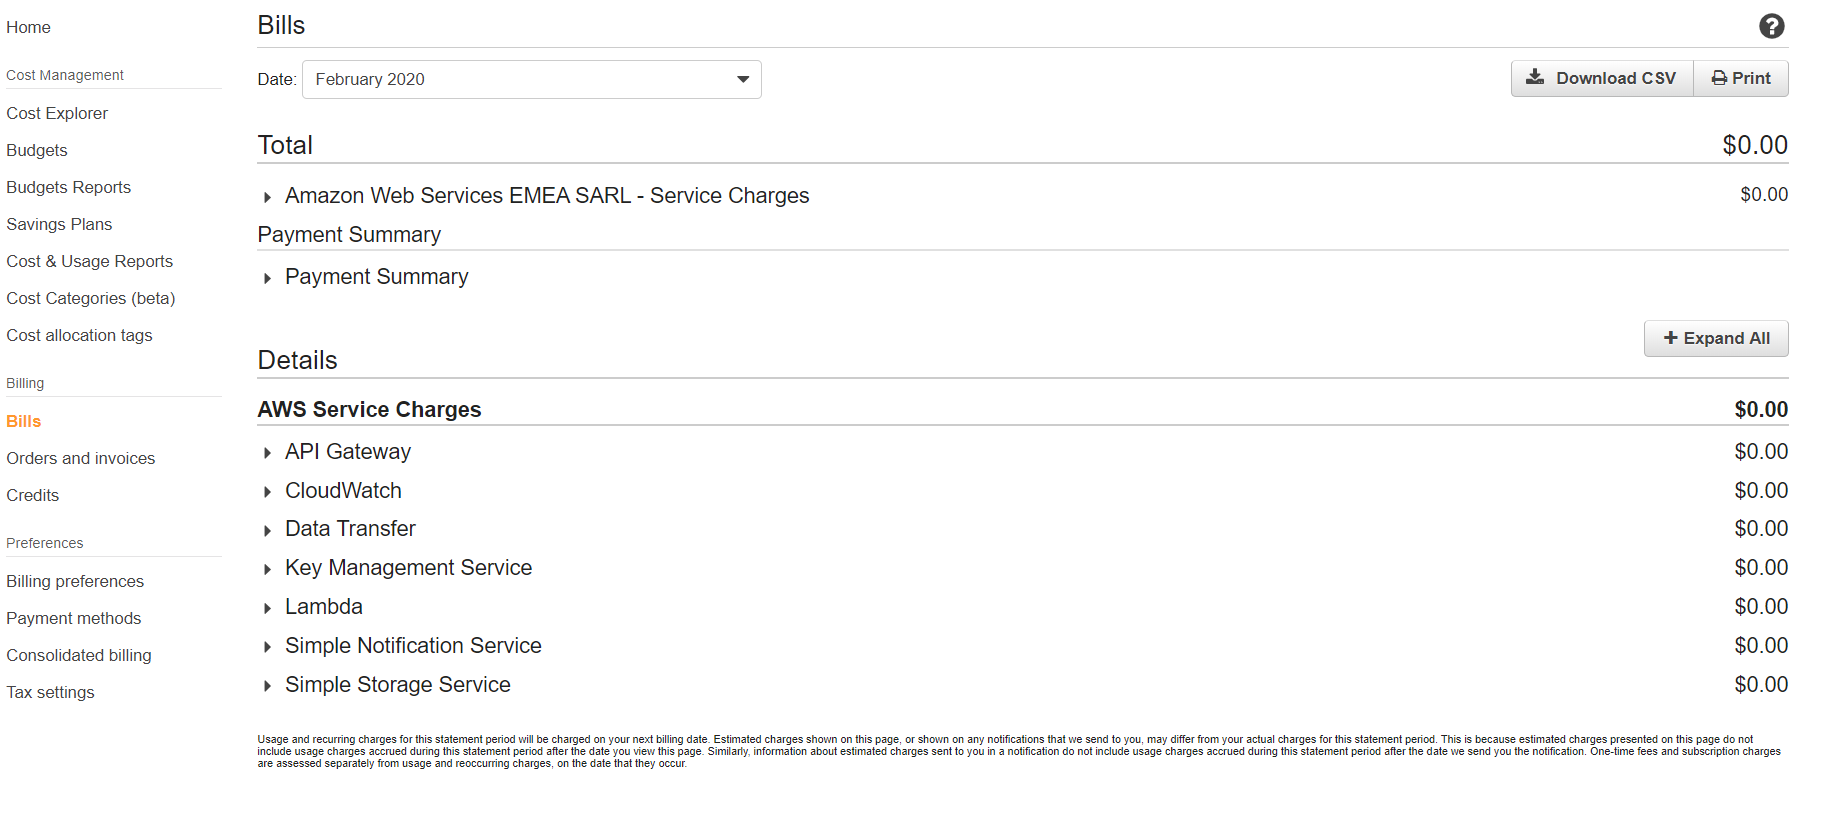 Home
Cost Management
Cost Explorer
Budgets
Budgets Reports
Savings Plans
Cost & Usage Reports
Cost Categories (beta)
Cost allocation tags
Billing
Bills
Orders and invoices
Credits
Preferences
Billing preferences
Payment methods
Consolidated billing
Tax settings
Bills
Date: February 2020
Download CSV Print
Total $0.00
Amazon Web Services EMEA SARL - Service Charges $0.00
Payment Summary
Payment Summary
Expand All
Details
AWS Service Charges $0.00
API Gateway $0.00
CloudWatch $0.00
Data Transfer $0.00
Key Management Service $0.00
Lambda $0.00
Simple Notification Service $0.00
Simple Storage Service $0.00
Usage and recurring charges for this statement period will be charged on your next billing date. Estimated charges shown on this page, or shown on any notifications that we send to you, may differ from your actual charges for this statement period. This is because estimated charges presented on this page do not
include usage charges accrued during this statement period after the date you view this page. Similarly, information about estimated charges sent to you in a notification do not include usage charges accrued during this statement period after the date we send you the notification. One-time fees and subscription charges
are assessed separately from usage and reoccurring charges, on the date that they occur.